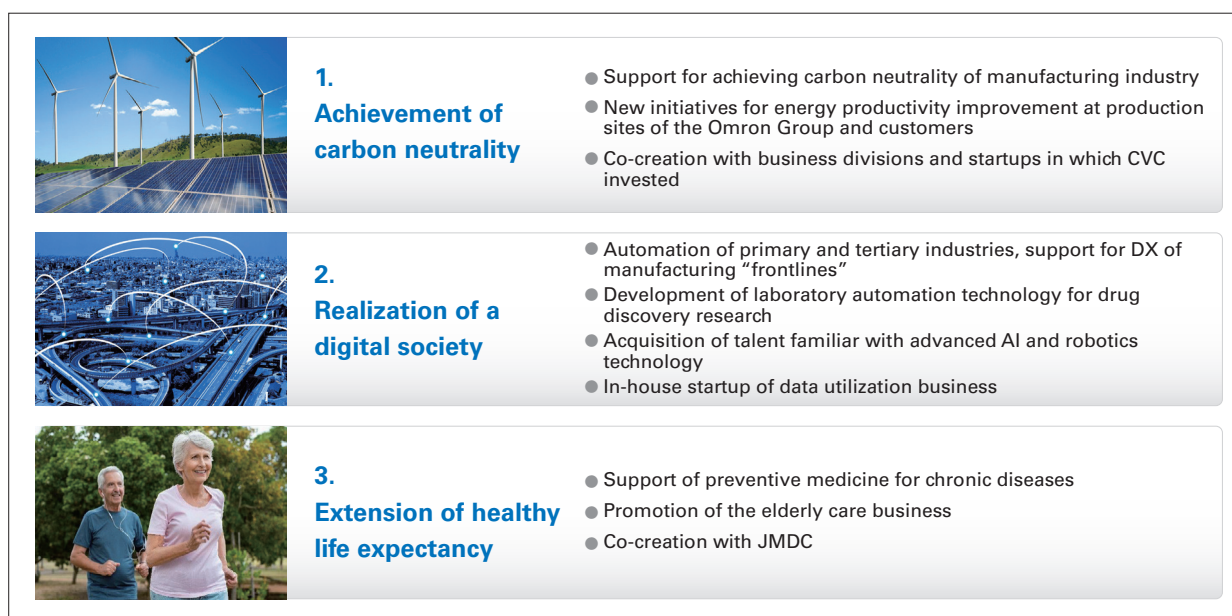 1.
Achievement of
carbon neutrality
● Support for achieving carbon neutrality of manufacturing industry
● New initiatives for energy productivity improvement at production
sites of the Omron Group and customers
● Co-creation with business divisions and startups in which CVC
invested
2.
Realization of a
digital society
● Automation of primary and tertiary industries, support for DX of
manufacturing “frontlines”
● Development of laboratory automation technology for drug
discovery research
● Acquisition of talent familiar with advanced AI and robotics
technology
● In-house startup of data utilization business
3.
Extension of healthy
life expectancy
● Support of preventive medicine for chronic diseases
● Promotion of the elderly care business
● Co-creation with JMDC